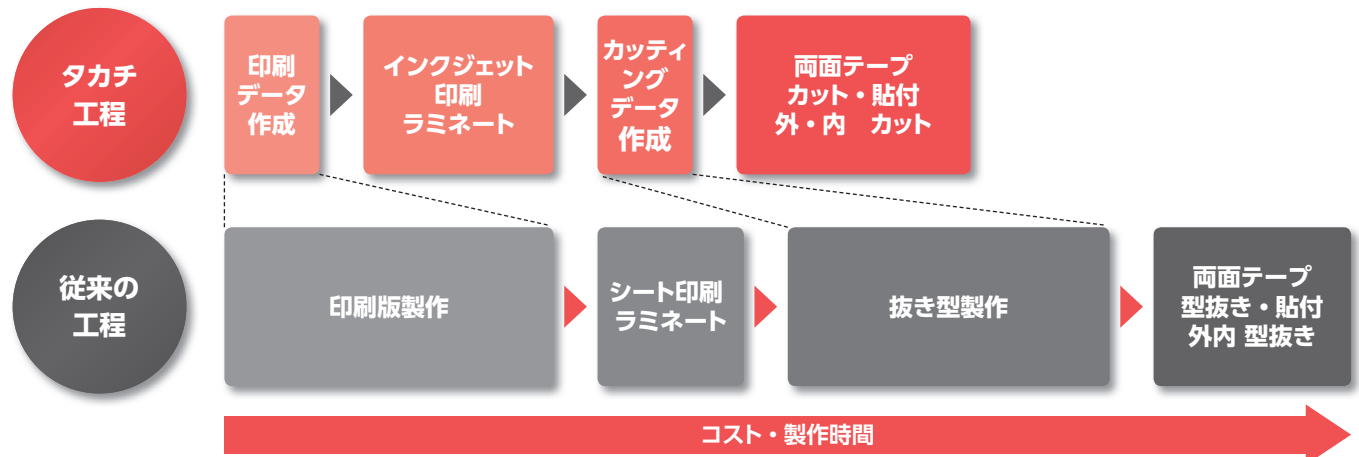 タカチ
工程
印刷
データ
作成
インクジェット
印刷
ラミネート
カッティ
ング
データ
作成
両面テープ
カット・貼付
外・内　カット
従来の
工程
印刷版製作
シート印刷
ラミネート
抜き型製作
両面テープ
型抜き・貼付
外内 型抜き
コスト・製作時間